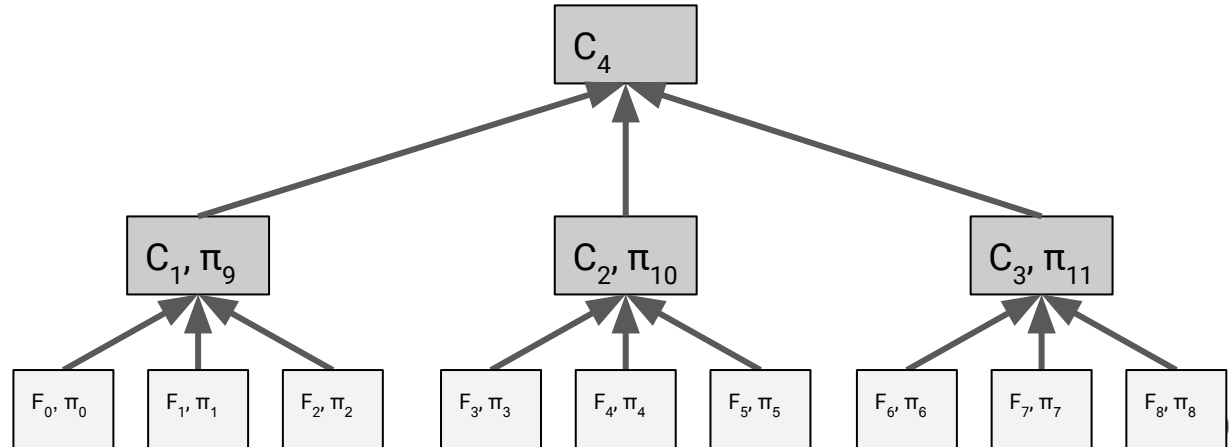 C₄
C₁, π₉
C₂, π₁₀
C₃, π₁₁
F₀, π₀
F₁, π₁
F₂, π₂
F₃, π₃
F₄, π₄
F₅, π₅
F₆, π₆
F₇, π₇
F₈, π₈